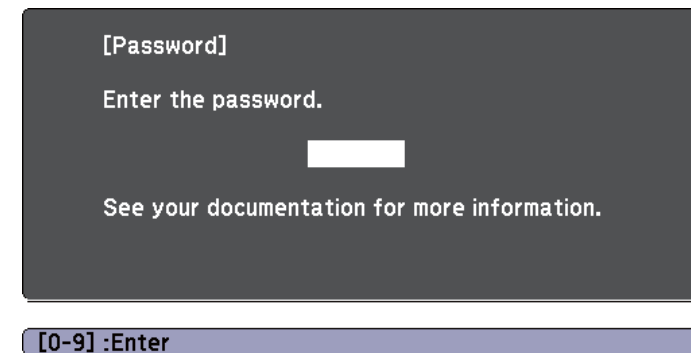 [Password]
Enter the password.
See your documentation for more information.
[0-9] :Enter